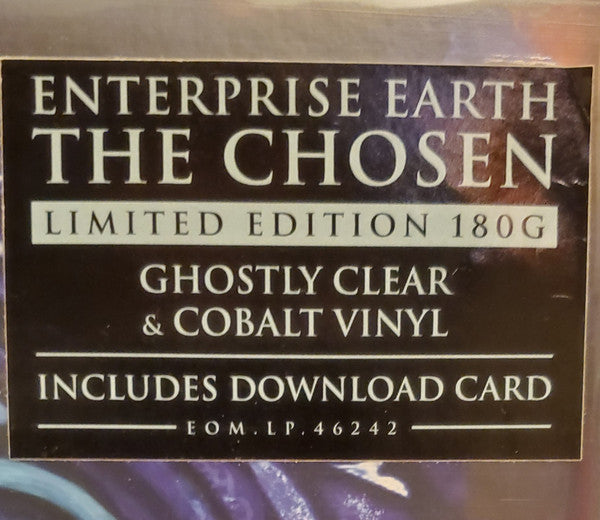 ENTERPRISE EARTH
THE CHOSEN
LIMITED EDITION 180G
GHOSTLY CLEAR
& COBALT VINYL
INCLUDES DOWNLOAD CARD
EOM.LP.46242